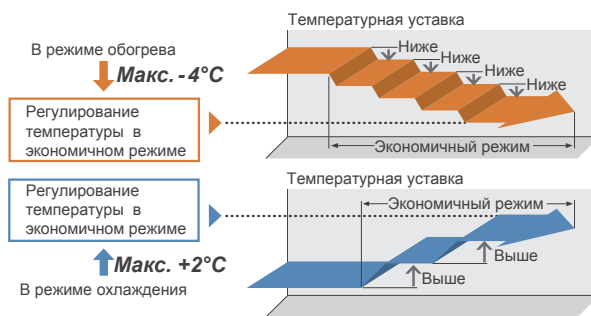 Температурная уставка
В режиме обогрева
Макс. - 4°C
Ниже
Ниже
Ниже
Ниже
Регулирование
температуры в
экономичном режиме
Экономичный режим
Температурная уставка
Регулирование
температуры в
экономичном режиме
Экономичный режим
Макс. +2°C
Выше
Выше
В режиме охлаждения